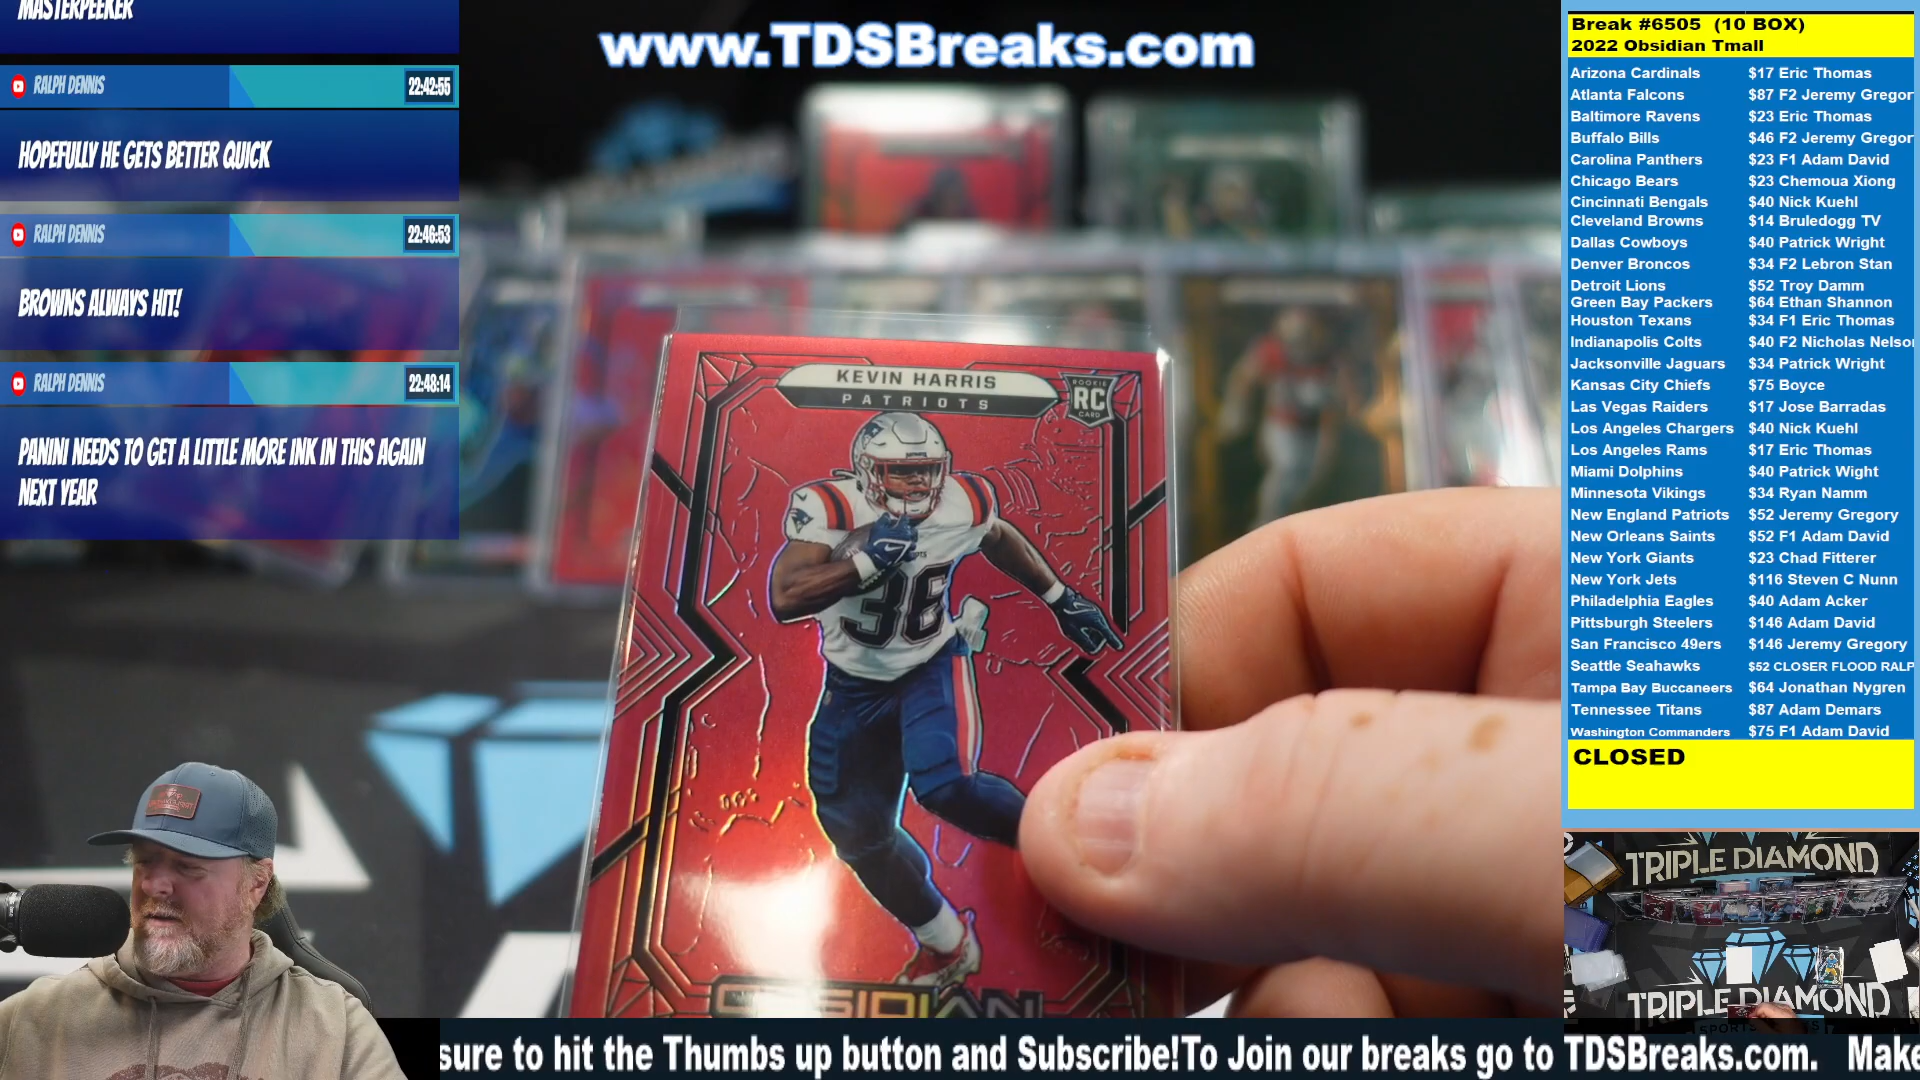 MASTERPEEKER
RALPH DENNIS
22:42:55
HOPEFULLY HE GETS BETTER QUICK
RALPH DENNIS
22:46:53
BROWNS ALWAYS HIT!
RALPH DENNIS
22:48:14
PANINI NEEDS TO GET A LITTLE MORE INK IN THIS AGAIN
NEXT YEAR
www.TDSBreaks.com
KEVIN HARRIS
PATRIOTS
ROOKIE
RC
CARD
36
OBSIDIAN
Break #6505 (10 BOX)
2022 Obsidian Tmall
Arizona Cardinals $17 Eric Thomas
Atlanta Falcons $87 F2 Jeremy Gregor
Baltimore Ravens $23 Eric Thomas
Buffalo Bills $46 F2 Jeremy Gregor
Carolina Panthers $23 F1 Adam David
Chicago Bears $23 Chemoua Xiong
Cincinnati Bengals $40 Nick Kuehl
Cleveland Browns $14 Bruledogg TV
Dallas Cowboys $40 Patrick Wright
Denver Broncos $34 F2 Lebron Stan
Detroit Lions $52 Troy Damm
Green Bay Packers $64 Ethan Shannon
Houston Texans $34 F1 Eric Thomas
Indianapolis Colts $40 F2 Nicholas Nelso
Jacksonville Jaguars $34 Patrick Wright
Kansas City Chiefs $75 Boyce
Las Vegas Raiders $17 Jose Barradas
Los Angeles Chargers $40 Nick Kuehl
Los Angeles Rams $17 Eric Thomas
Miami Dolphins $40 Patrick Wight
Minnesota Vikings $34 Ryan Namm
New England Patriots $52 Jeremy Gregory
New Orleans Saints $52 F1 Adam David
New York Giants $23 Chad Fitterer
New York Jets $116 Steven C Nunn
Philadelphia Eagles $40 Adam Acker
Pittsburgh Steelers $146 Adam David
San Francisco 49ers $146 Jeremy Gregory
Seattle Seahawks $52 CLOSER FLOOD RALP
Tampa Bay Buccaneers $64 Jonathan Nygren
Tennessee Titans $87 Adam Demars
Washington Commanders $75 F1 Adam David
CLOSED
TRIPLE DIAMOND
TRIPLE DIAMOND
sure to hit the Thumbs up button and Subscribe!To Join our breaks go to TDSBreaks.com. Make